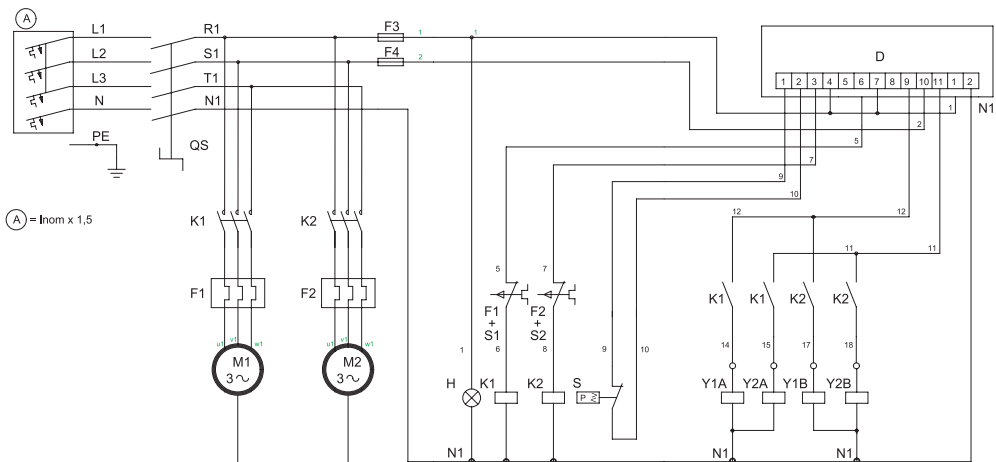 A
L1 R1 F3 1 1
L2 S1 F4 2
D
L3 T1
1 2 3 4 5 6 7 8 9 10 11 1 2
N N1 N1
1
2
PE QS
5
7
9
10
A = Inom x 1,5
12 12
K1 K2
11 11
5 7
F1 F2
K1 K1 K2 K2
F1 + S1
F2 + S2
u1 v1 w1 u1 v1 w1
1 6 8 9 10 14 15 17 18
M1 3 M2 3
H K1 K2 S P Y1A Y2A Y1B Y2B
N1 N1 N1